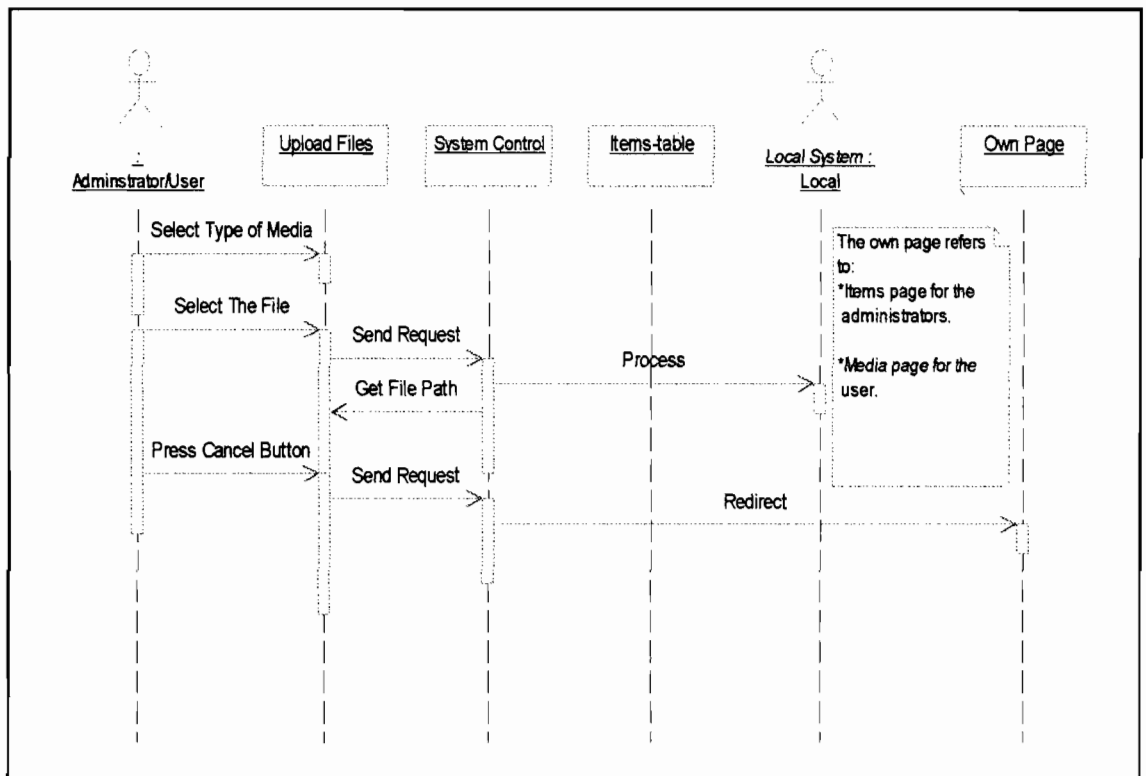 :
Adminstrator/User
Upload Files
System Control
Items-table
Local System :
Local
Own Page
Select Type of Media
The own page refers
to:
*Items page for the
administrators.
*Media page for the
user.
Select The File
Send Request
Process
Get File Path
Press Cancel Button
Send Request
Redirect